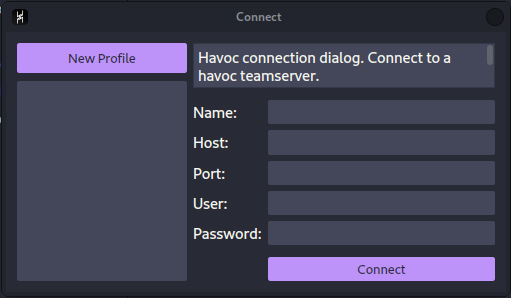 Connect
New Profile
Havoc connection dialog. Connect to a
havoc teamserver.
Name:
Host:
Port:
User:
Password:
Connect